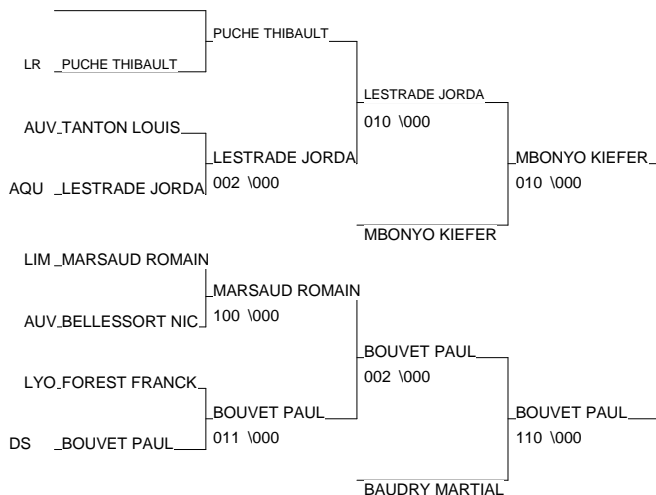 PUCHE THIBAULT
LR PUCHE THIBAULT
LESTRADE JORDA
010 \000
AUV TANTON LOUIS
LESTRADE JORDA
002 \000
MBONYO KIEFER
010 \000
AQU LESTRADE JORDA
MBONYO KIEFER
LIM MARSAUD ROMAIN
MARSAUD ROMAIN
100 \000
AUV BELLESSORT NIC
BOUVET PAUL
002 \000
LYO FOREST FRANCK
BOUVET PAUL
011 \000
BOUVET PAUL
110 \000
DS BOUVET PAUL
BAUDRY MARTIAL